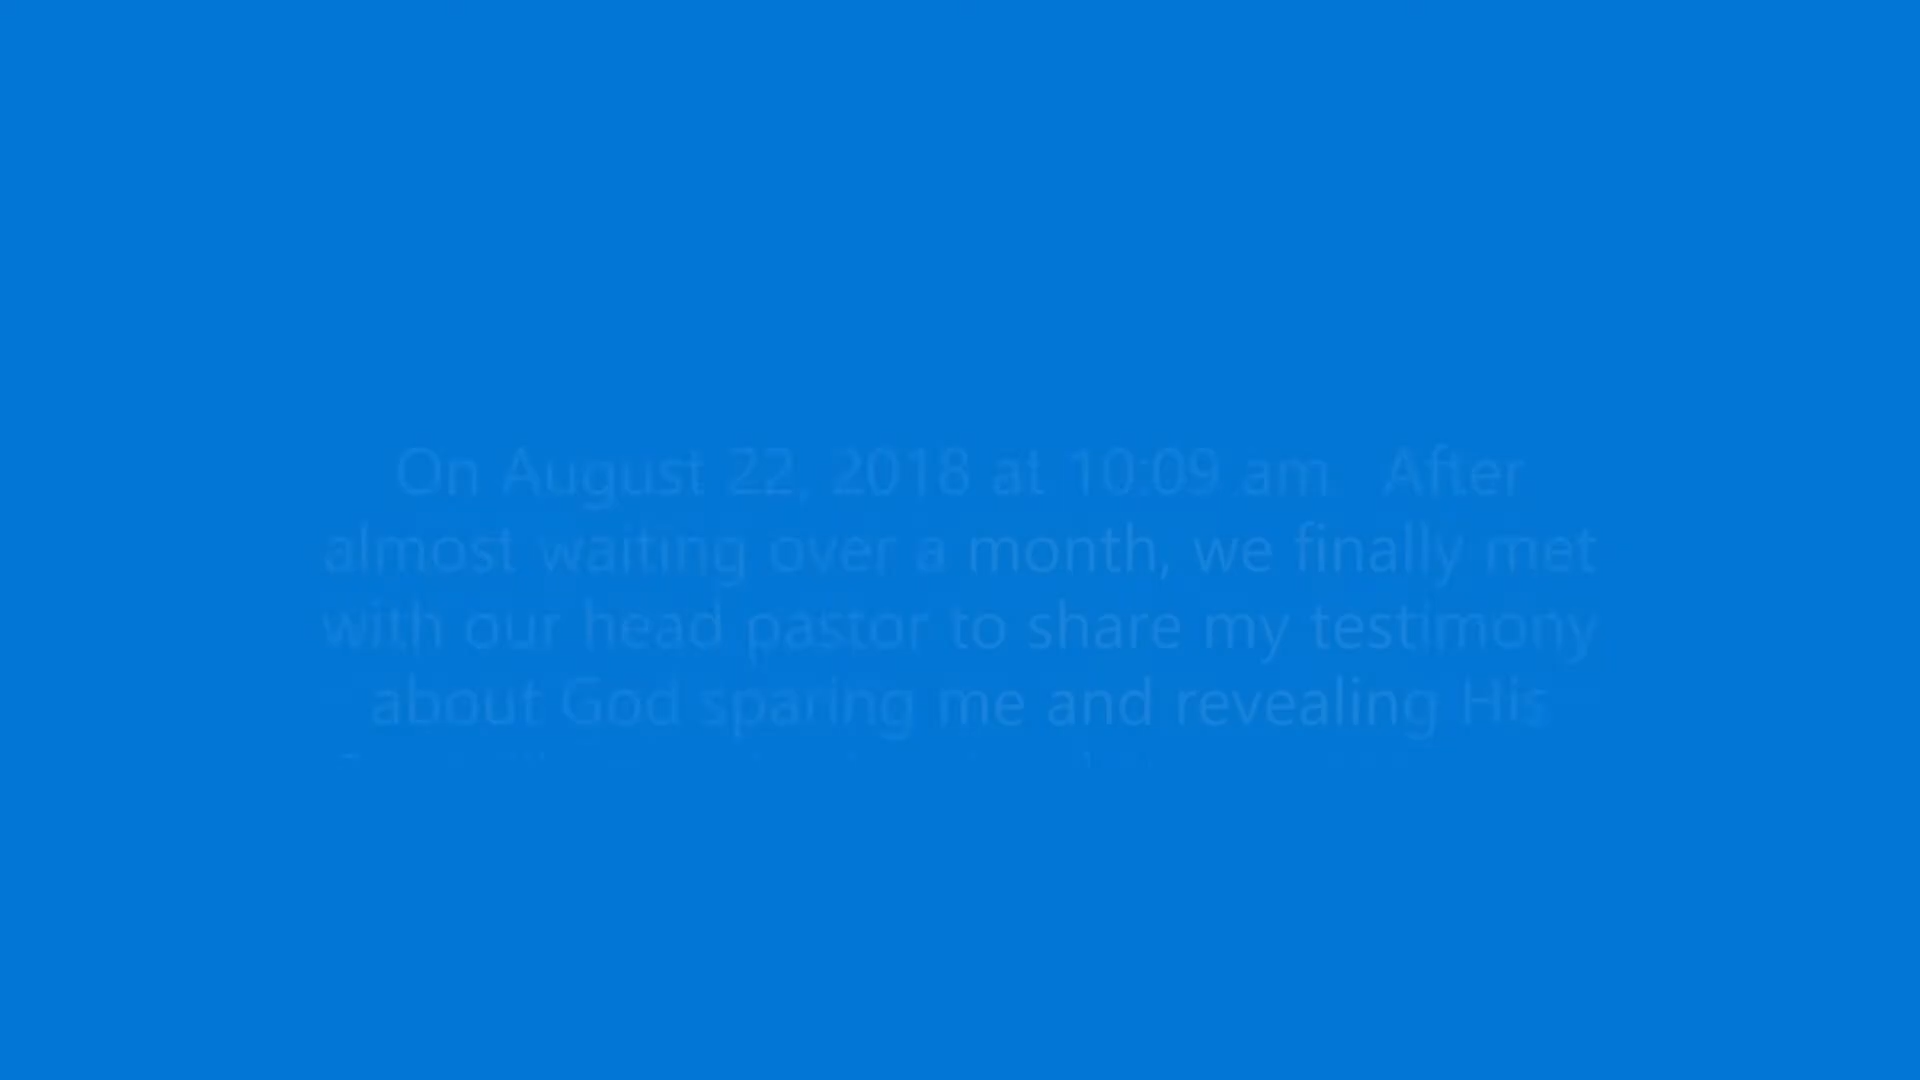 On August 22, 2018 at 10:09 am. After
almost waiting over a month, we finally met
with our head pastor to share my testimony
about God sparing me and revealing His